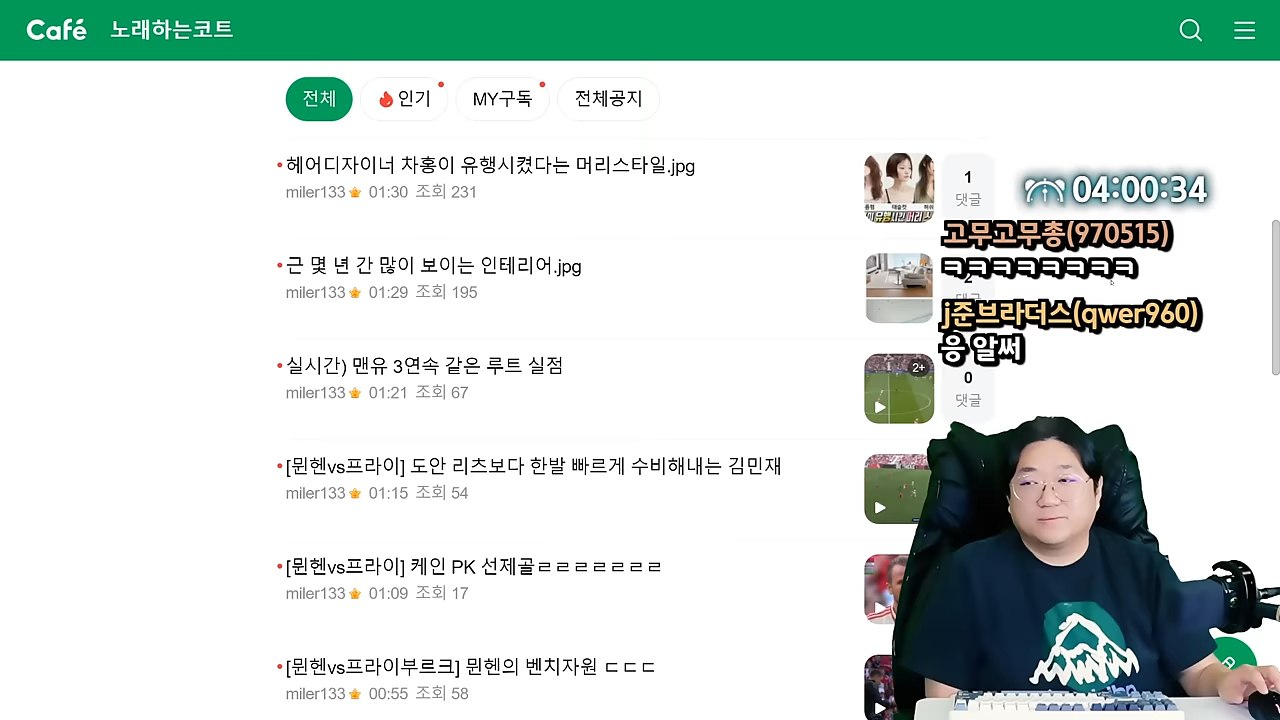 Café 노래하는코트
전체 인기 MY구독 전체공지
헤어디자이너 차홍이 유행시켰다는 머리스타일.jpg
miler133 01:30 조회 231
1
댓글
04:00:34
고무고무총(970515)
ㅋㅋㅋㅋㅋㅋㅋㅋ
근 몇 년 간 많이 보이는 인테리어.jpg
miler133 01:29 조회 195
2
댓글
j준브라더스(qwer960)
응 알써
실시간) 맨유 3연속 같은 루트 실점
miler133 01:21 조회 67
2+
0
댓글
[뮌헨vs프라이] 도안 리츠보다 한발 빠르게 수비해내는 김민재
miler133 01:15 조회 54
[뮌헨vs프라이] 케인 PK 선제골ㄹㄹㄹㄹㄹㄹㄹ
miler133 01:09 조회 17
[뮌헨vs프라이부르크] 뮌헨의 벤치자원 ㄷㄷㄷ
miler133 00:55 조회 58